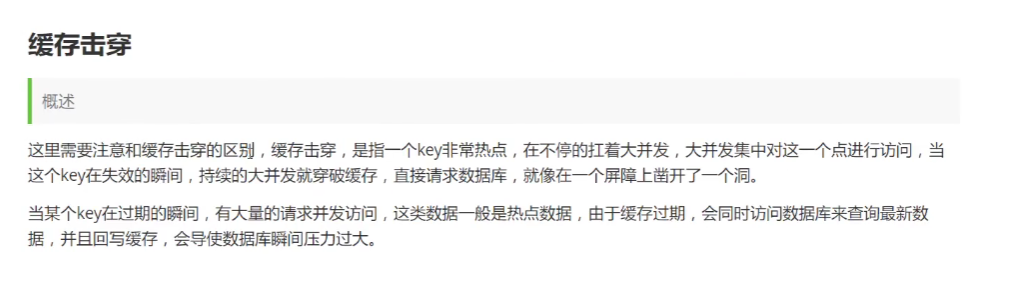 缓存击穿
概述
这里需要注意和缓存击穿的区别，缓存击穿，是指一个key非常热点，在不停的扛着大并发，大并发集中对这一个点进行访问，当
这个key在失效的瞬间，持续的大并发就穿破缓存，直接请求数据库，就像在一个屏障上凿开了一个洞。
当某个key在过期的瞬间，有大量的请求并发访问，这类数据一般是热点数据，由于缓存过期，会同时访问数据库来查询最新数
据，并且回写缓存，会导使数据库瞬间压力过大。